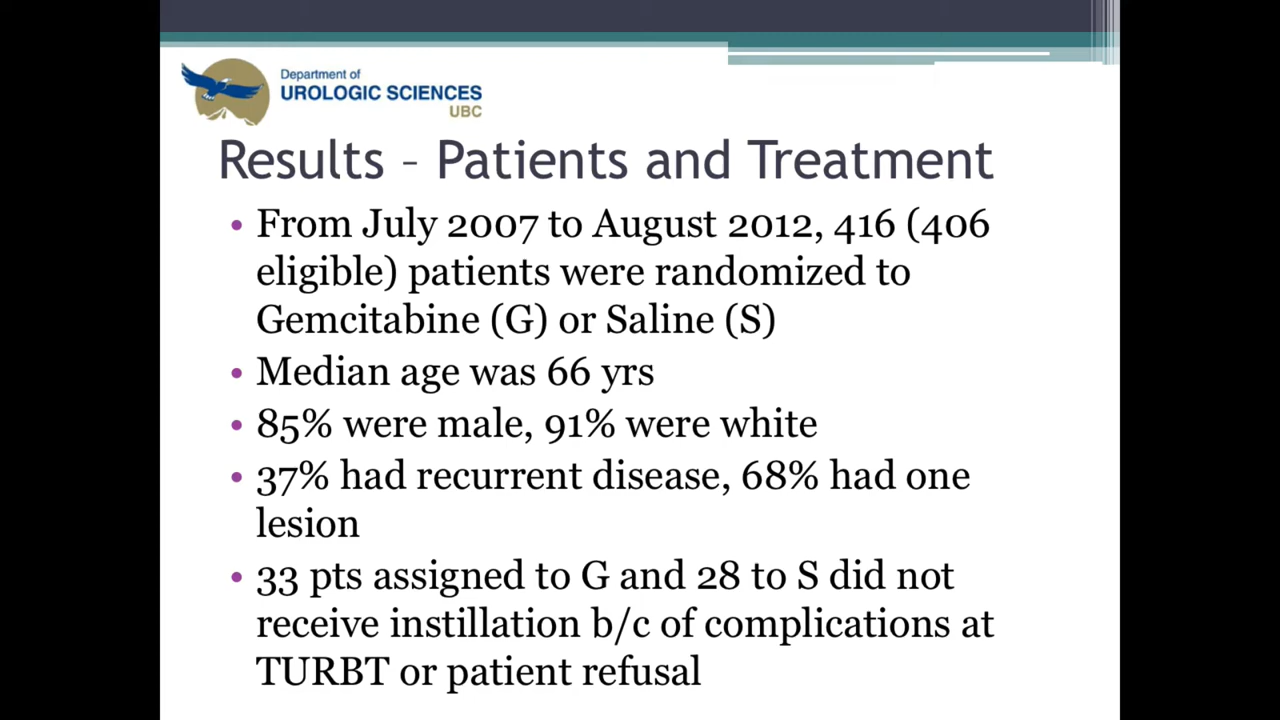 Department of
UROLOGIC SCIENCES
UBC
Results – Patients and Treatment
• From July 2007 to August 2012, 416 (406
eligible) patients were randomized to
Gemcitabine (G) or Saline (S)
• Median age was 66 yrs
• 85% were male, 91% were white
• 37% had recurrent disease, 68% had one
lesion
• 33 pts assigned to G and 28 to S did not
receive instillation b/c of complications at
TURBT or patient refusal